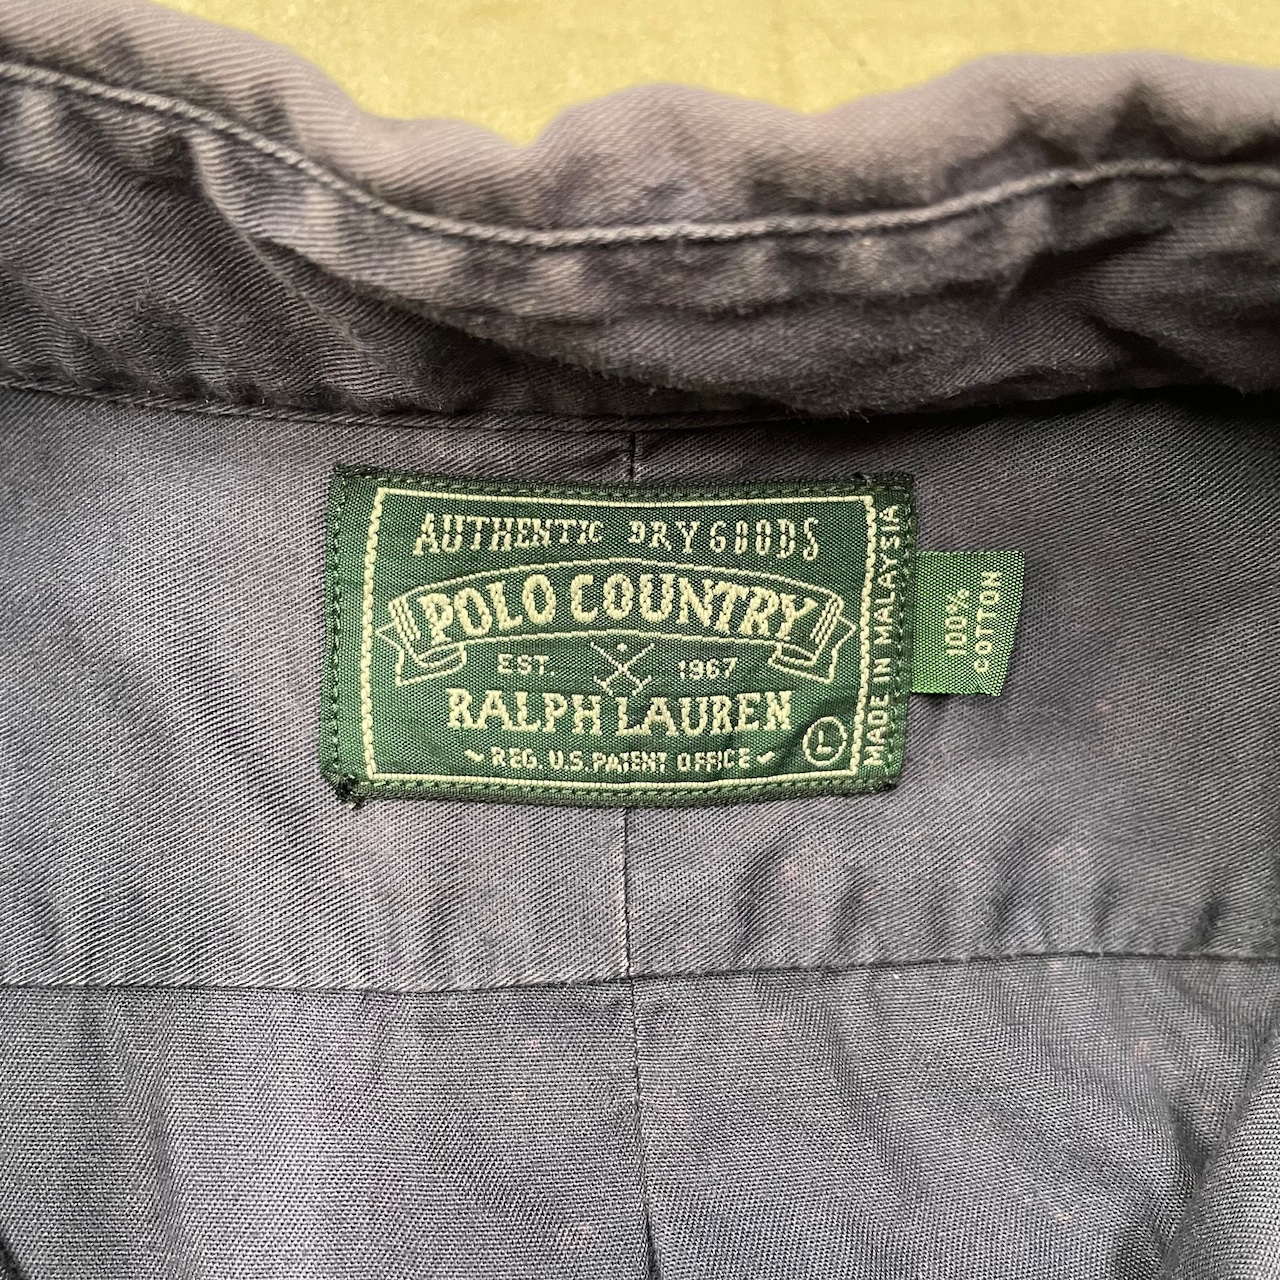 AUTHENTIC DRY GOODS
POLO COUNTRY
EST. 1967
RALPH LAUREN
REG. U.S. PATENT OFFICE
L
MADE IN MALAYSIA
100%
COTTON